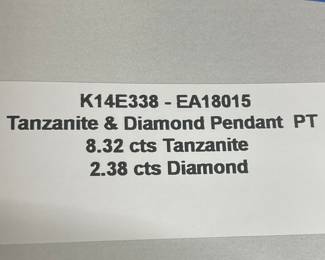 K14E338 - EA18015
Tanzanite & Diamond Pendant PT
8.32 cts Tanzanite
2.38 cts Diamond